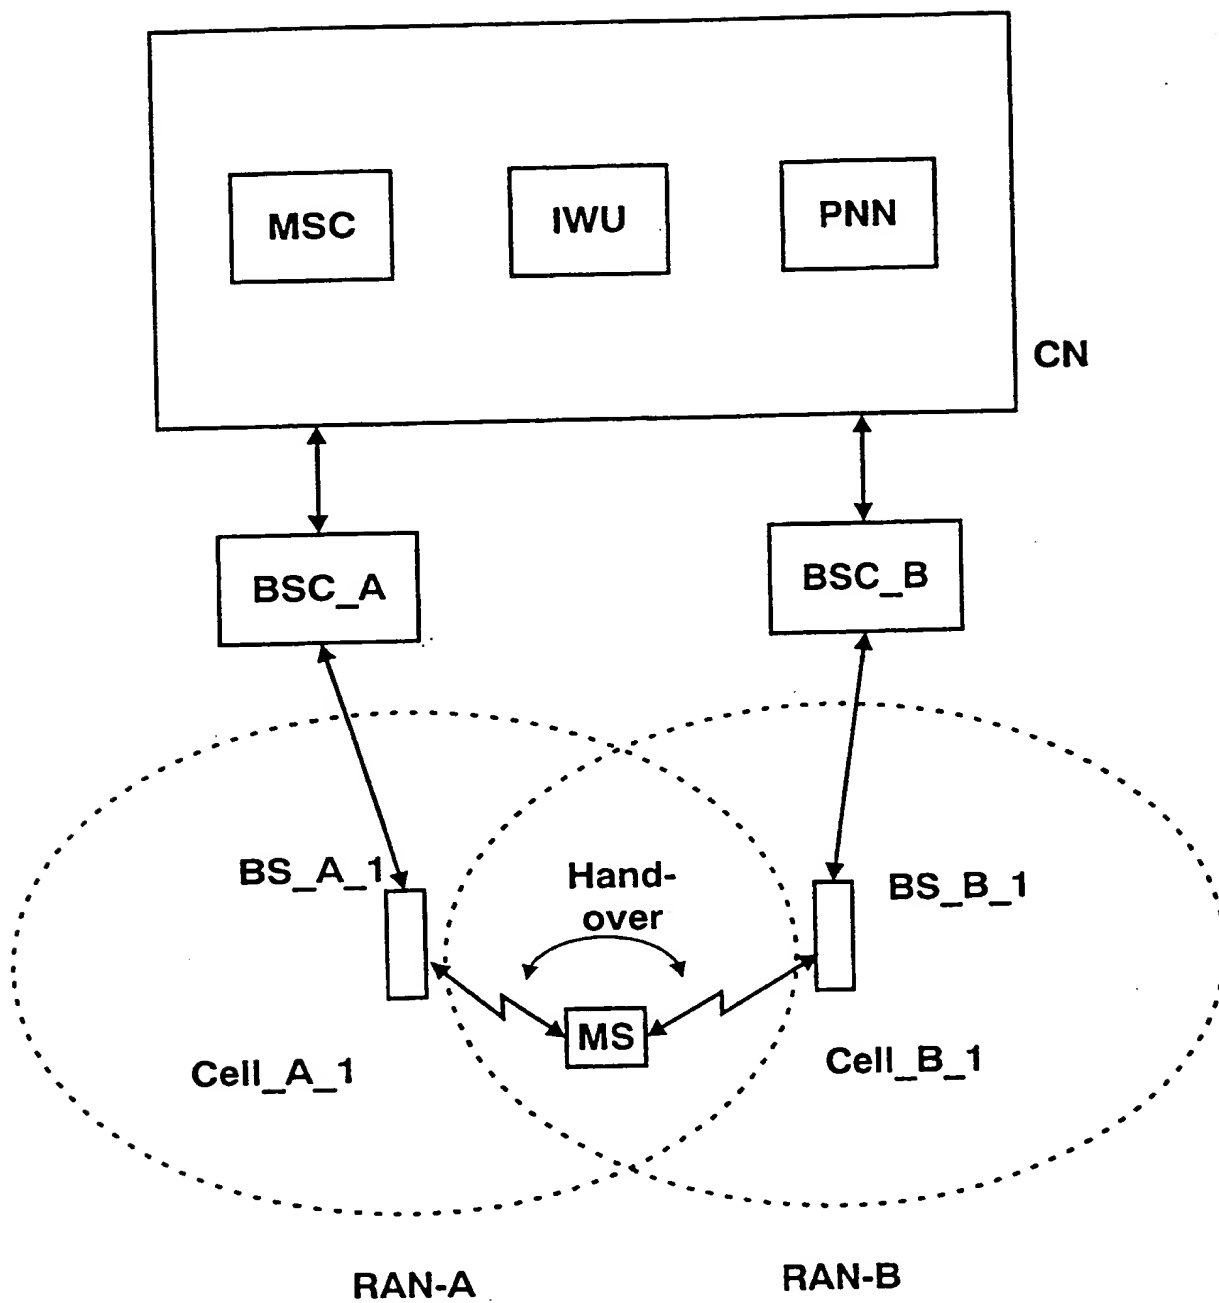 MSC
IWU
PNN
CN
BSC_A
BSC_B
BS_A_1
Hand-
over
BS_B_1
MS
Cell_A_1
Cell_B_1
RAN-A
RAN-B